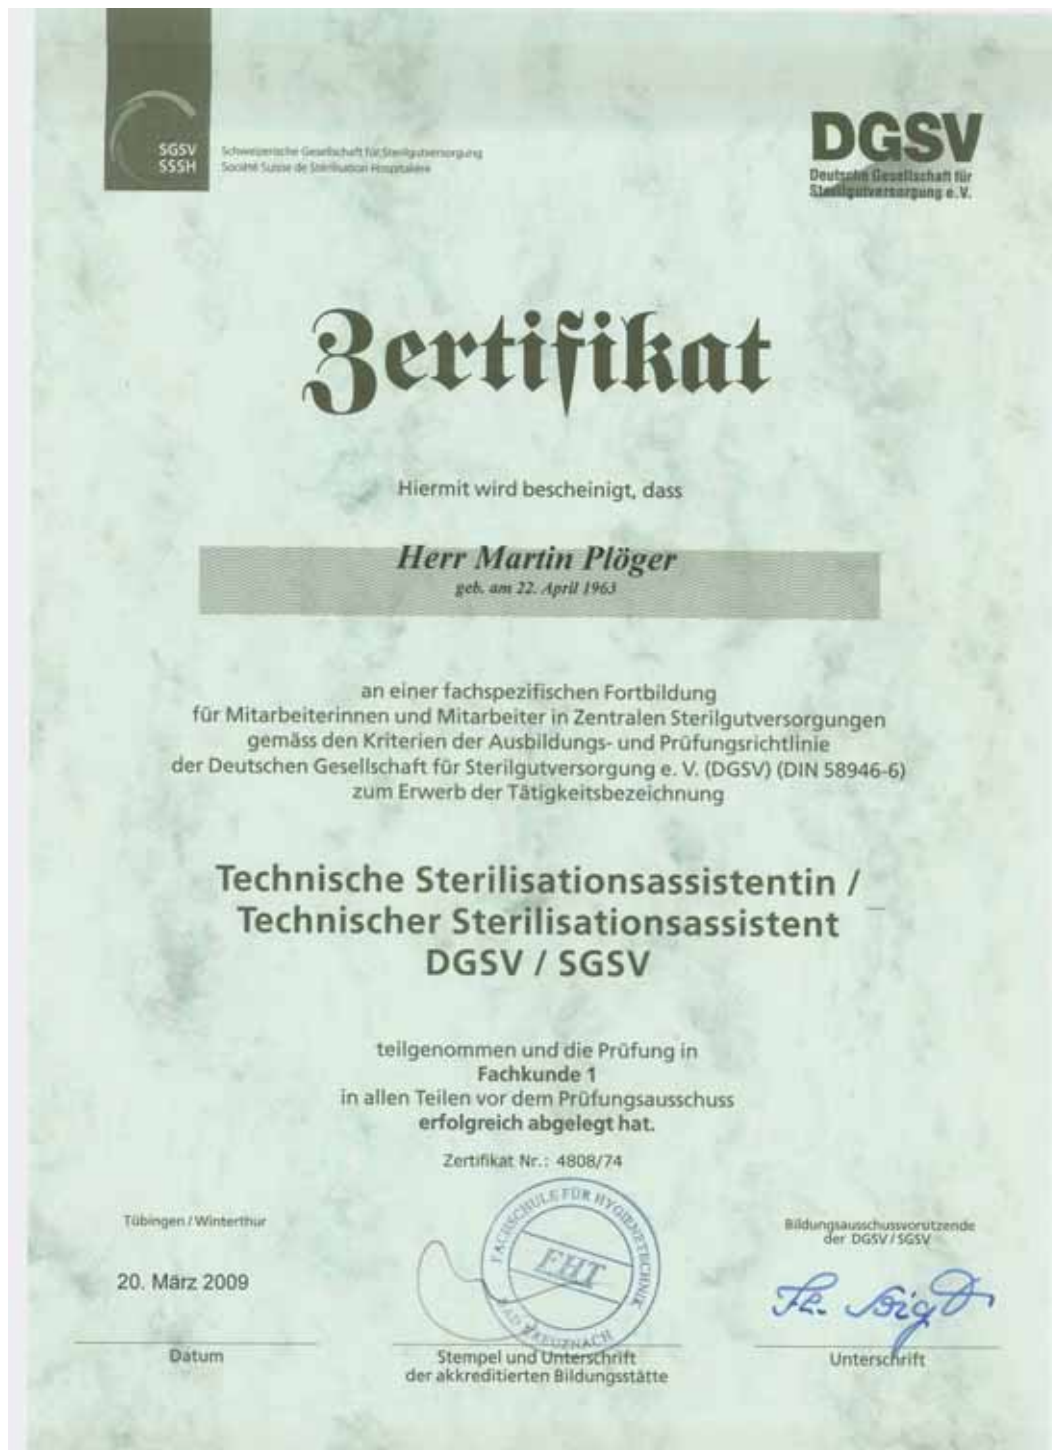 SGSV
SSSH
Schweizerische Gesellschaft für Sterilgutversorgung
Société Suisse de Stérilisation Hospitalière
DGSV
Deutsche Gesellschaft für
Sterilgutversorgung e.V.
Zertifikat
Hiermit wird bescheinigt, dass
Herr Martin Plöger
geb. am 22. April 1963
an einer fachspezifischen Fortbildung
für Mitarbeiterinnen und Mitarbeiter in Zentralen Sterilgutversorgungen
gemäss den Kriterien der Ausbildungs- und Prüfungsrichtlinie
der Deutschen Gesellschaft für Sterilgutversorgung e. V. (DGSV) (DIN 58946-6)
zum Erwerb der Tätigkeitsbezeichnung
Technische Sterilisationsassistentin /
Technischer Sterilisationsassistent
DGSV / SGSV
teilgenommen und die Prüfung in
Fachkunde 1
in allen Teilen vor dem Prüfungsausschuss
erfolgreich abgelegt hat.
Zertifikat Nr.: 4808/74
FACHSCHULE FÜR HYGIENETECHNIK
FHT
BAD KREUZNACH
Tübingen / Winterthur
20. März 2009
Datum
Stempel und Unterschrift
der akkreditierten Bildungsstätte
Bildungsausschussvorsitzende
der DGSV / SGSV
Unterschrift